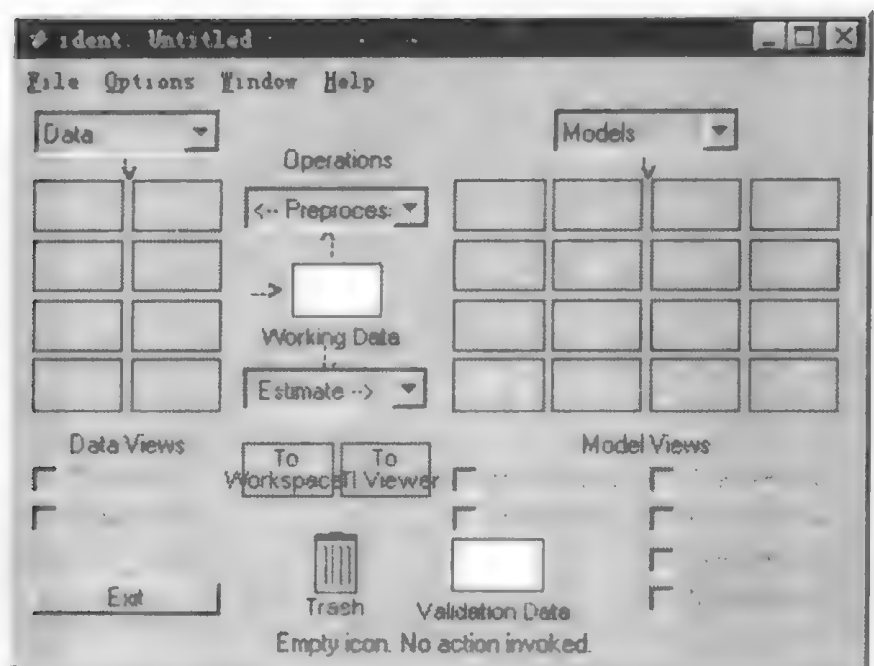 ident: Untitled
File Options Window Help
Data
Models
Operations
<-- Preproces:
-->
Working Data
Estimate -->
Data Views
To Workspace
To LTI Viewer
Model Views
Exit
Trash
Validation Data
Empty icon. No action invoked.